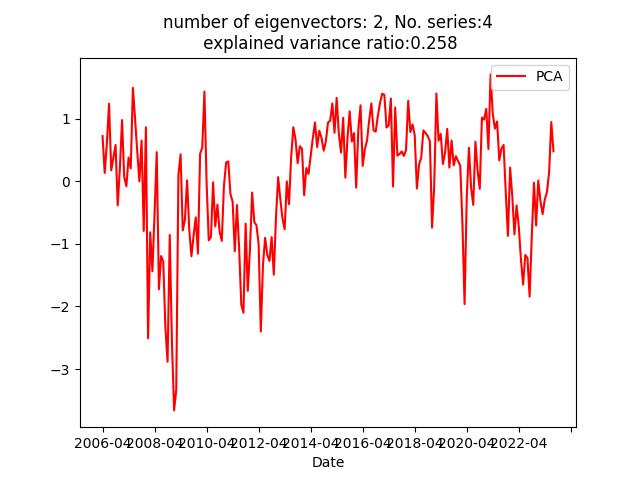 number of eigenvectors: 2, No. series:4
explained variance ratio:0.258
PCA
1
0
−1
−2
−3
2006-04 2008-04 2010-04 2012-04 2014-04 2016-04 2018-04 2020-04 2022-04
Date